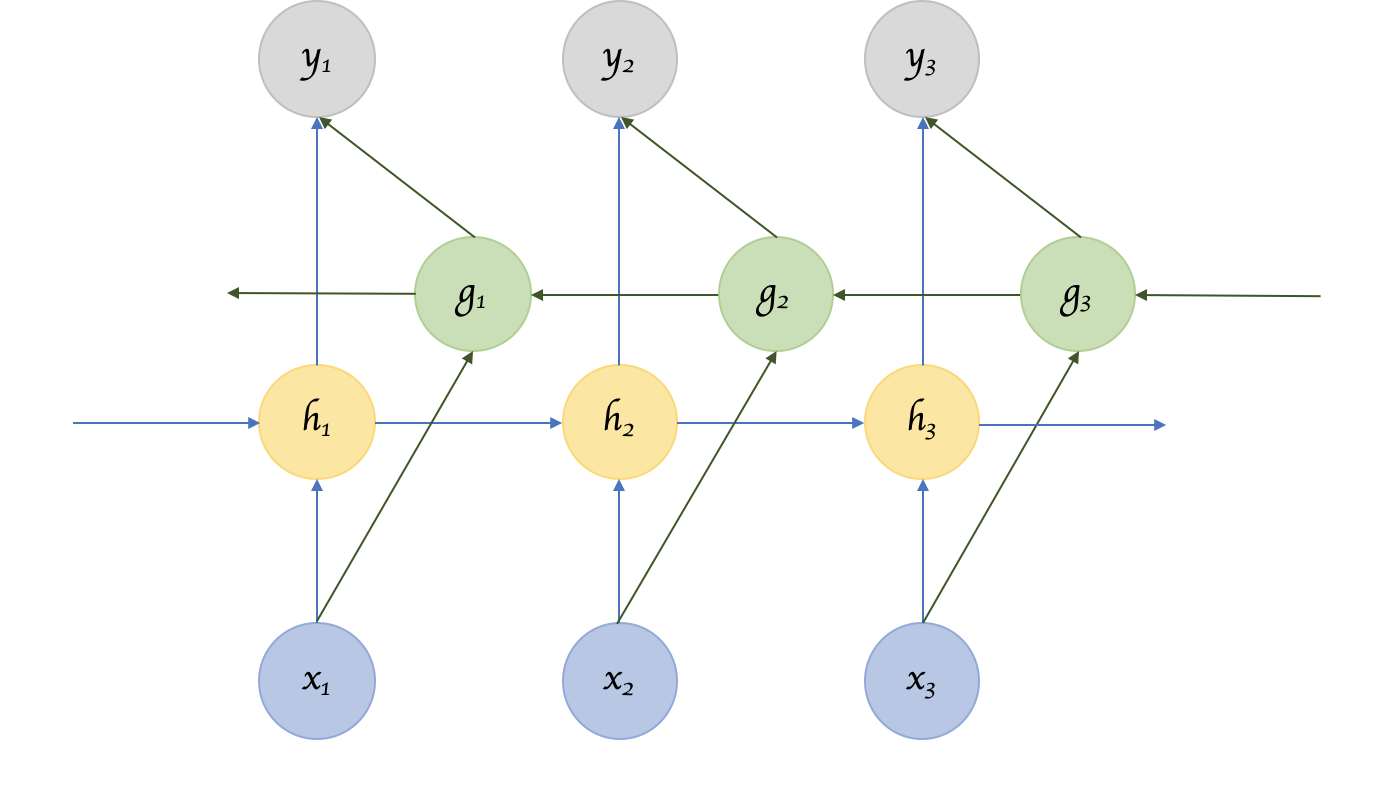 y₁ y₂ y₃
g₁ g₂ g₃
h₁ h₂ h₃
x₁ x₂ x₃